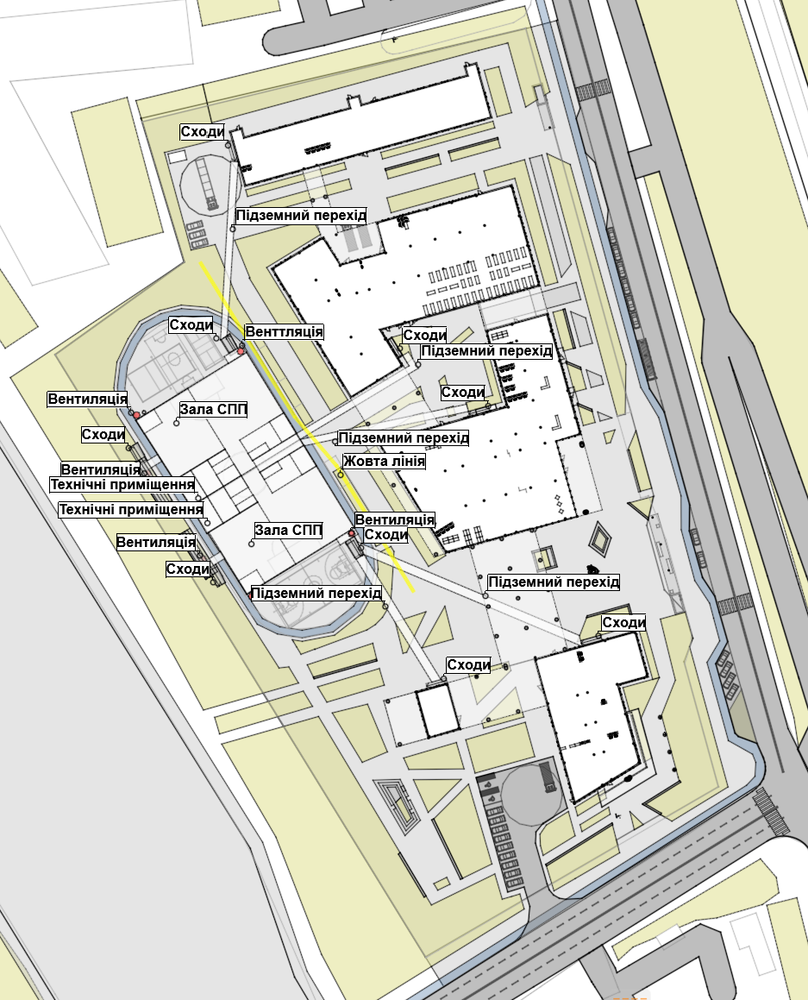 Сходи
Підземний перехід
Сходи
Венттляція
Сходи
Підземний перехід
Сходи
Вентиляція
Зала СПП
Сходи
Підземний перехід
Жовта лінія
Вентиляція
Технічні приміщення
Технічні приміщення
Вентиляція
Сходи
Зала СПП
Вентиляція
Сходи
Підземний перехід
Підземний перехід
Сходи
Сходи